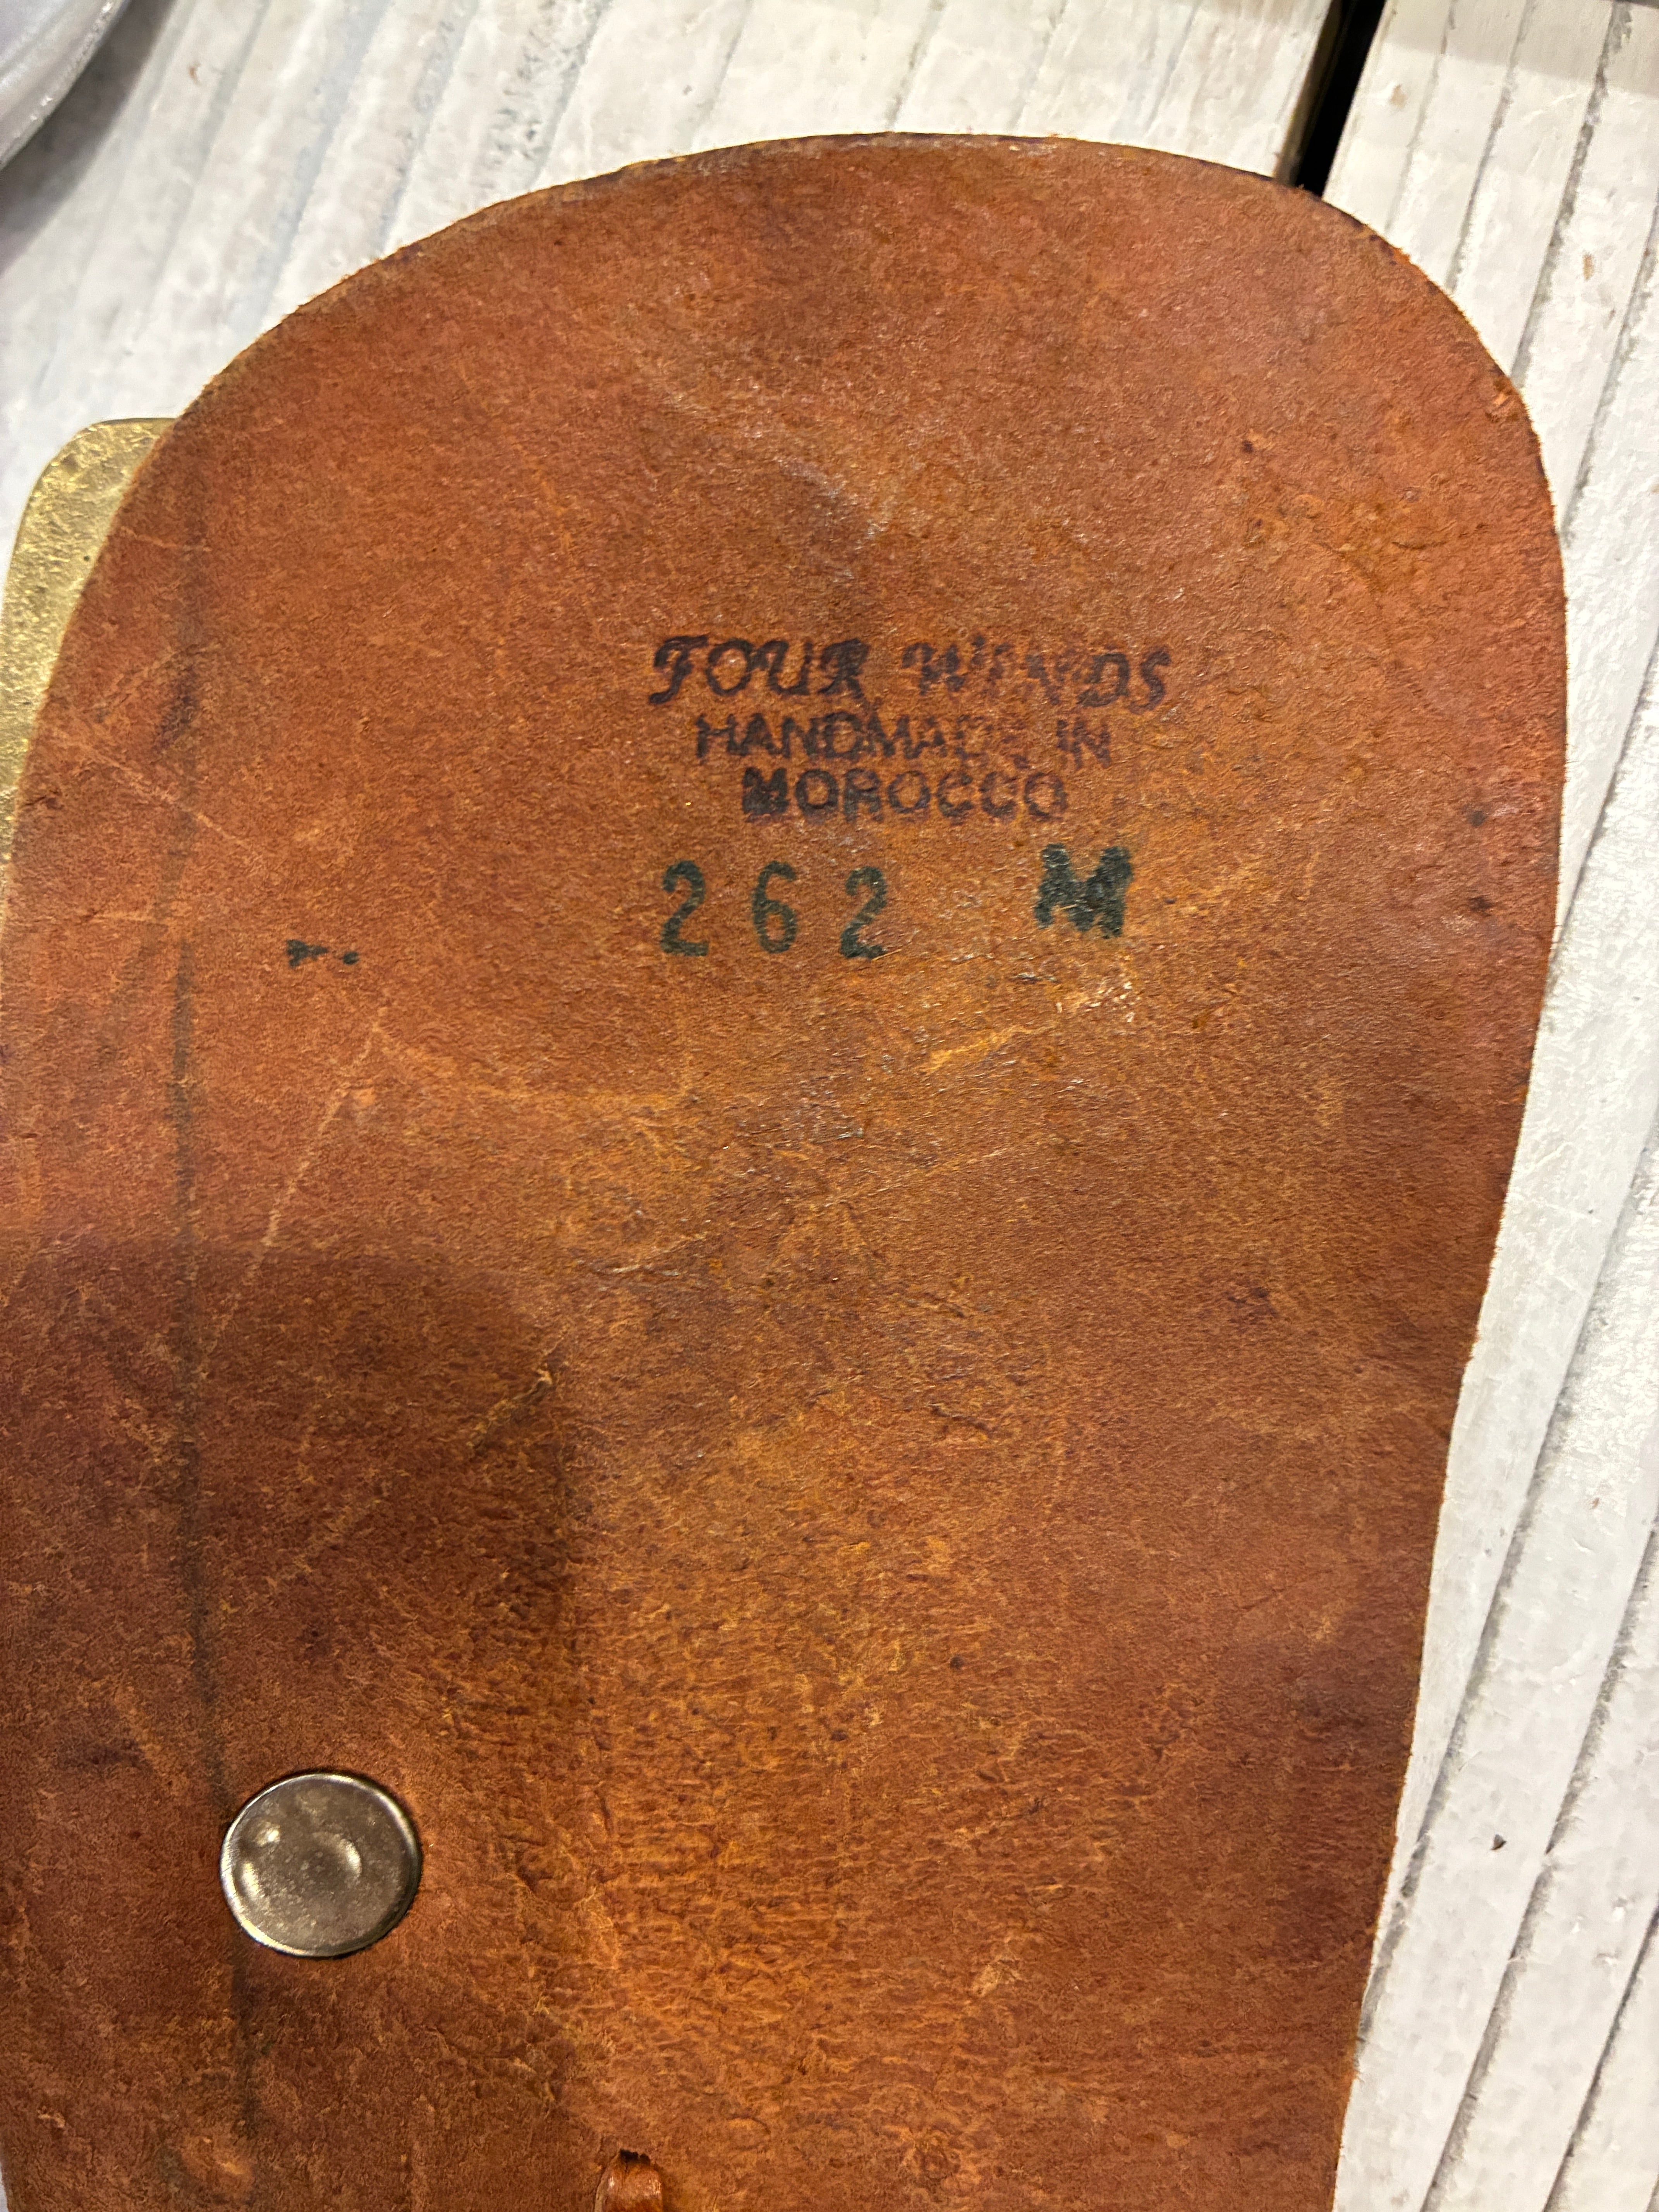 FOUR WINDS
HANDMADE IN
MOROCCO
262 M